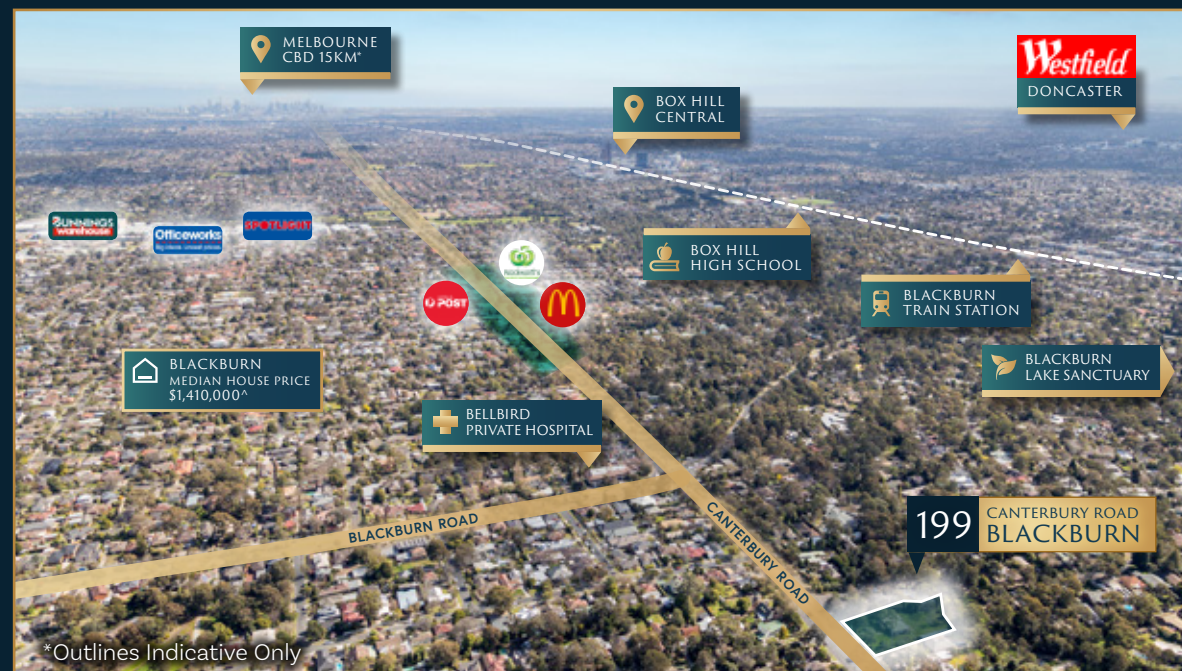 MELBOURNE
CBD 15KM*
Westfield
DONCASTER
BOX HILL
CENTRAL
BUNNINGS
warehouse
Officeworks
SPOTLIGHT
BOX HILL
HIGH SCHOOL
Woolworths
POST
BLACKBURN
TRAIN STATION
BLACKBURN
MEDIAN HOUSE PRICE
$1,410,000^
BLACKBURN
LAKE SANCTUARY
BELLBIRD
PRIVATE HOSPITAL
199
CANTERBURY ROAD
BLACKBURN
BLACKBURN ROAD
CANTERBURY ROAD
*Outlines Indicative Only